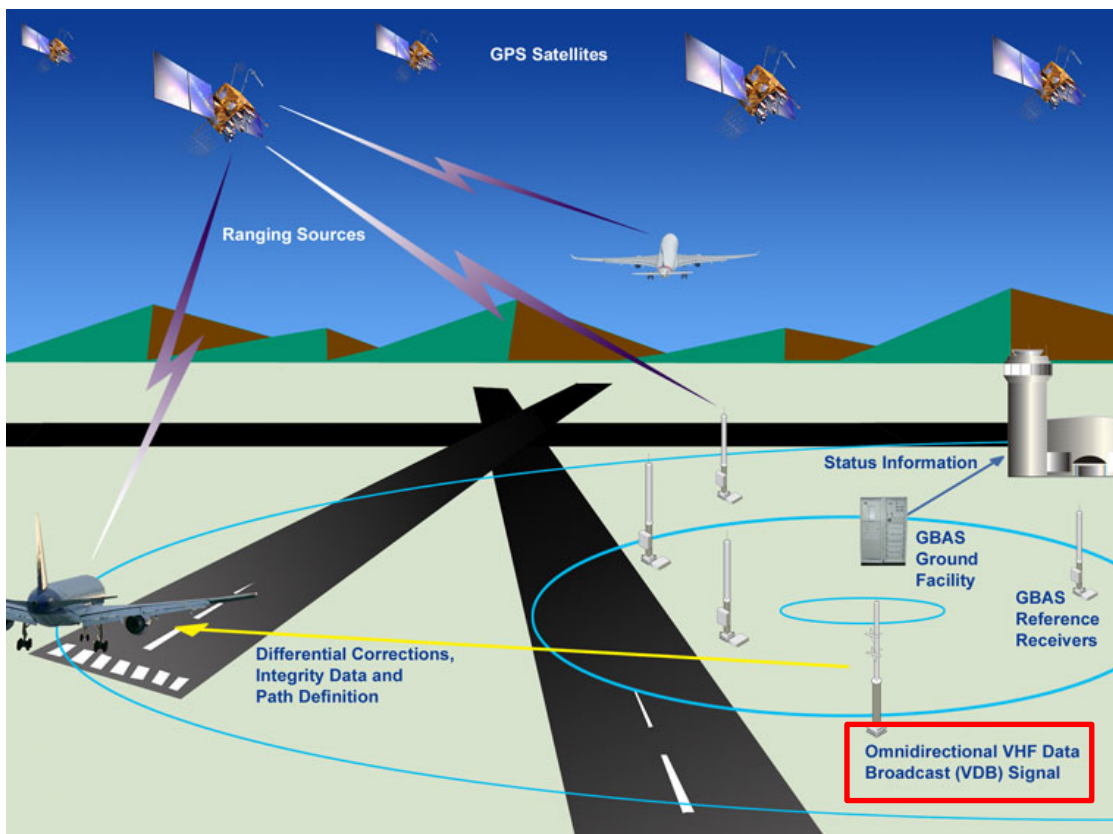 GPS Satellites
Ranging Sources
Status Information
GBAS
Ground
Facility
GBAS
Reference
Receivers
Differential Corrections,
Integrity Data and
Path Definition
Omnidirectional VHF Data
Broadcast (VDB) Signal